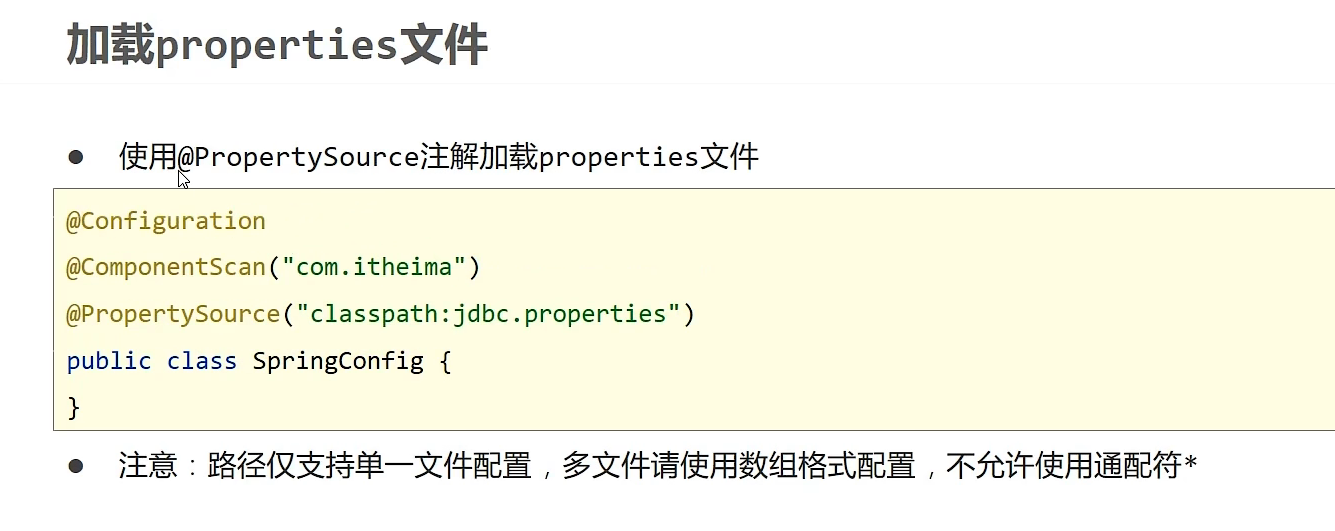 加载properties文件
● 使用@PropertySource注解加载properties文件
@Configuration
@ComponentScan("com.itheima")
@PropertySource("classpath:jdbc.properties")
public class SpringConfig {
}
● 注意：路径仅支持单一文件配置，多文件请使用数组格式配置，不允许使用通配符*